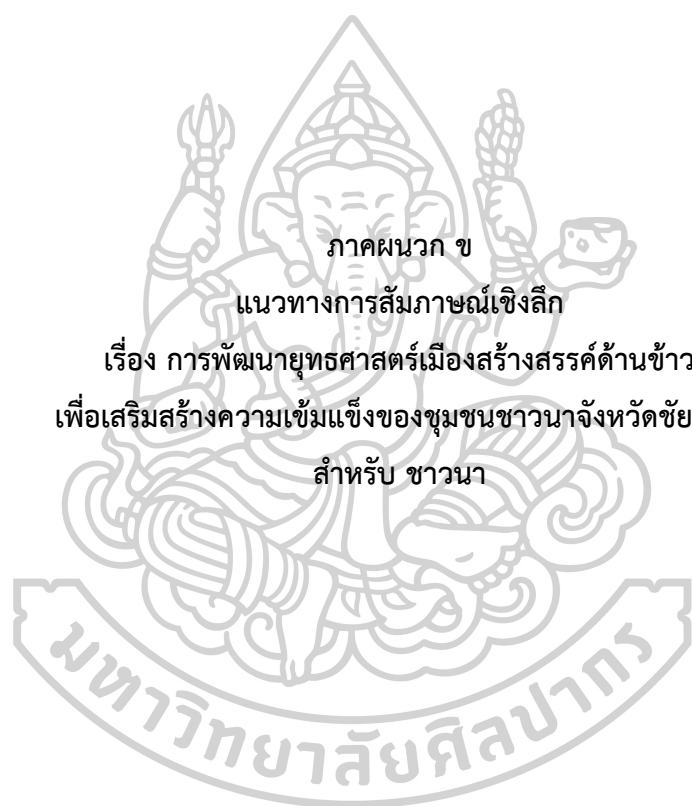 ภาคผนวก ข
แนวทางการสัมภาษณ์เชิงลึก
เรื่อง การพัฒนายุทธศาสตร์เมืองสร้างสรรค์ด้านข้าว
เพื่อเสริมสร้างความเข้มแข็งของชุมชนชาวนาจังหวัดชัย
สำหรับ ชาวนา
มหาวิทยาลัยศิลปากร